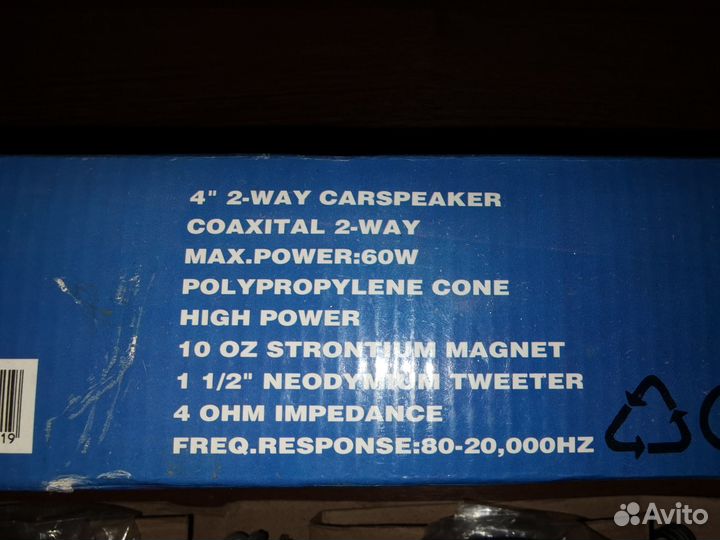 4" 2-WAY CARSPEAKER
COAXITAL 2-WAY
MAX.POWER:60W
POLYPROPYLENE CONE
HIGH POWER
10 OZ STRONTIUM MAGNET
1 1/2" NEODYMIUM TWEETER
4 OHM IMPEDANCE
FREQ.RESPONSE:80-20,000HZ
19
Avito